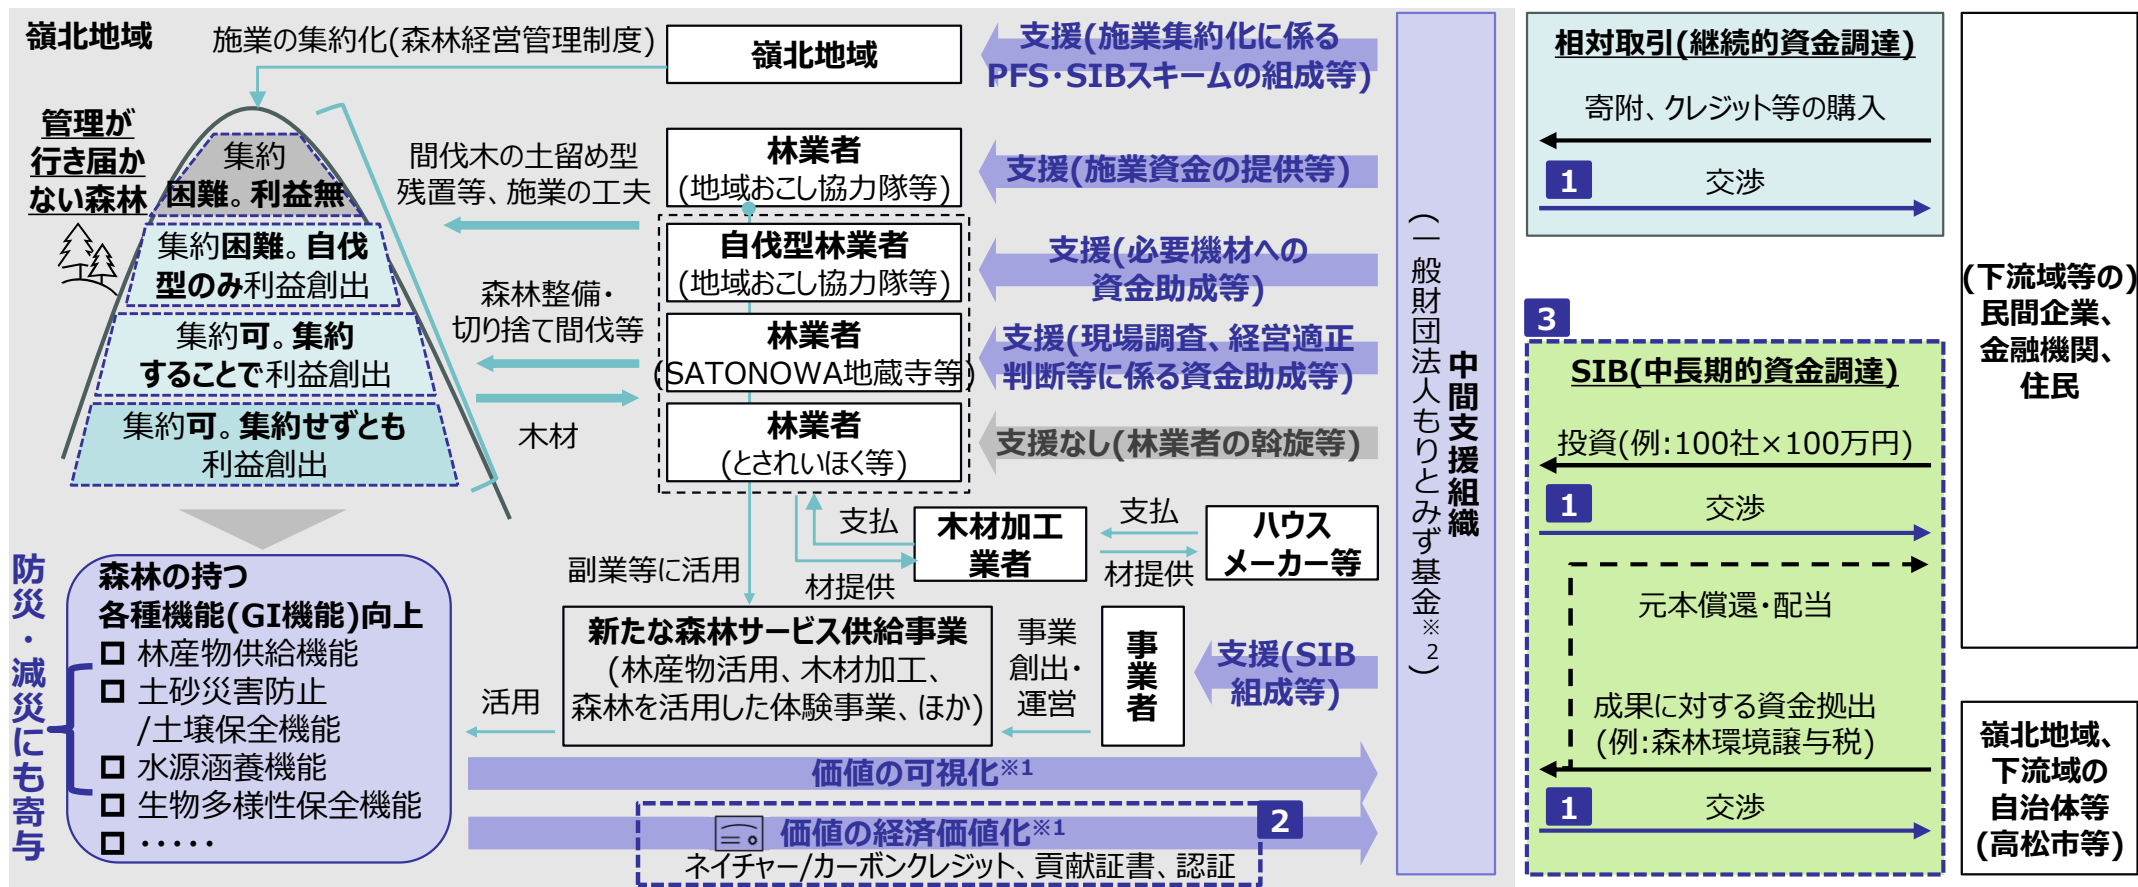 嶺北地域
施業の集約化(森林経営管理制度)
嶺北地域
支援(施業集約化に係る
PFS・SIBスキームの組成等)
管理が
行き届か
ない森林
集約
困難。利益無
集約困難。自伐
型のみ利益創出
集約可。集約
することで利益創出
集約可。集約せずとも
利益創出
間伐木の土留め型
残置等、施業の工夫
森林整備・
切り捨て間伐等
木材
林業者
(地域おこし協力隊等)
支援(施業資金の提供等)
自伐型林業者
(地域おこし協力隊等)
支援(必要機材への
資金助成等)
林業者
(SATONOWA地蔵寺等)
支援(現場調査、経営適正
判断等に係る資金助成等)
林業者
(とされいほく等)
支援なし(林業者の斡旋等)
支払
木材加工
業者
支払
ハウス
メーカー等
材提供
材提供
副業等に活用
防災・減災にも寄与
森林の持つ
各種機能(GI機能)向上
林産物供給機能
土砂災害防止
/土壌保全機能
水源涵養機能
生物多様性保全機能
・・・・・
活用
新たな森林サービス供給事業
(林産物活用、木材加工、
森林を活用した体験事業、ほか)
事業
創出・
運営
事業者
支援(SIB
組成等)
価値の可視化※1
価値の経済価値化※1
2
ネイチャー/カーボンクレジット、貢献証書、認証
中間支援組織
(一般財団法人もりとみず基金※2)
相対取引(継続的資金調達)
寄附、クレジット等の購入
1
交渉
3
SIB(中長期的資金調達)
投資(例:100社×100万円)
1
交渉
元本償還・配当
成果に対する資金拠出
(例:森林環境譲与税)
1
交渉
(下流域等の)
民間企業、
金融機関、
住民
嶺北地域、
下流域の
自治体等
(高松市等)